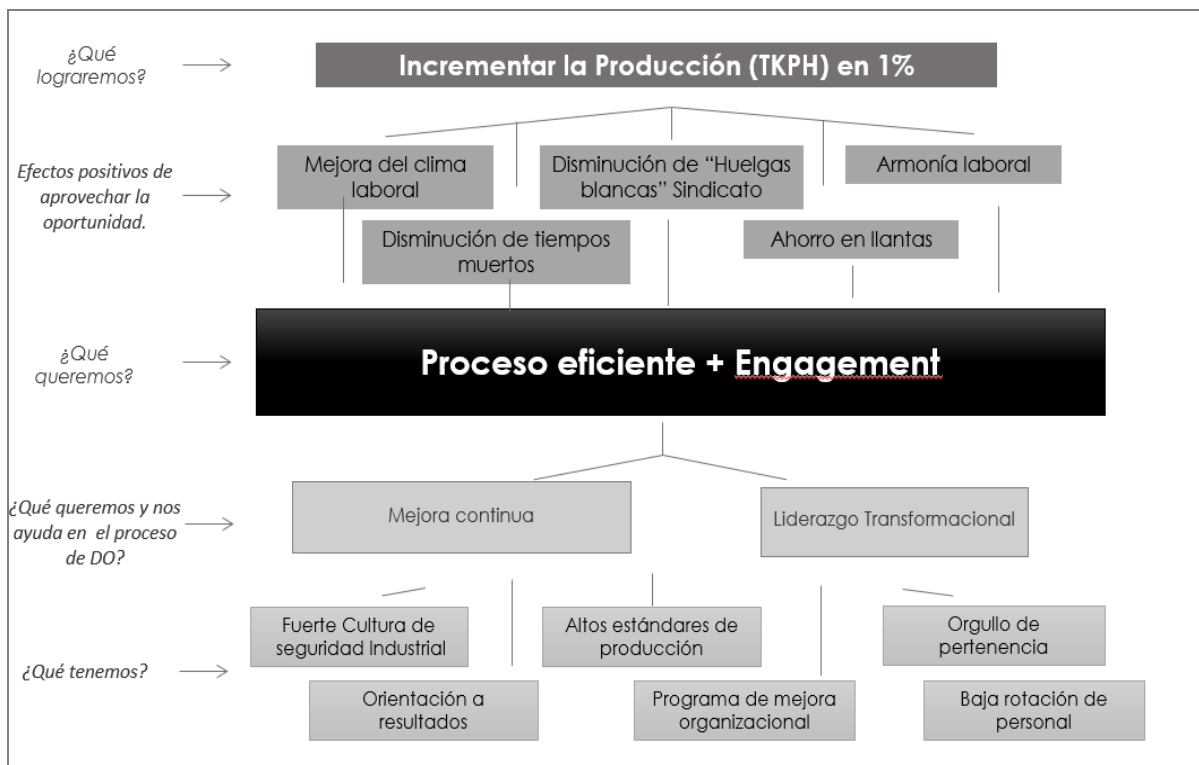 ¿Qué
lograremos?
Incrementar la Producción (TKPH) en 1%
Efectos positivos de
aprovechar la
oportunidad.
Mejora del clima
laboral
Disminución de “Huelgas
blancas” Sindicato
Armonía laboral
Disminución de tiempos
muertos
Ahorro en llantas
¿Qué
queremos?
Proceso eficiente + Engagement
¿Qué queremos y nos
ayuda en el proceso
de DO?
Mejora continua
Liderazgo Transformacional
¿Qué tenemos?
Fuerte Cultura de
seguridad Industrial
Altos estándares de
producción
Orgullo de
pertenencia
Orientación a
resultados
Programa de mejora
organizacional
Baja rotación de
personal